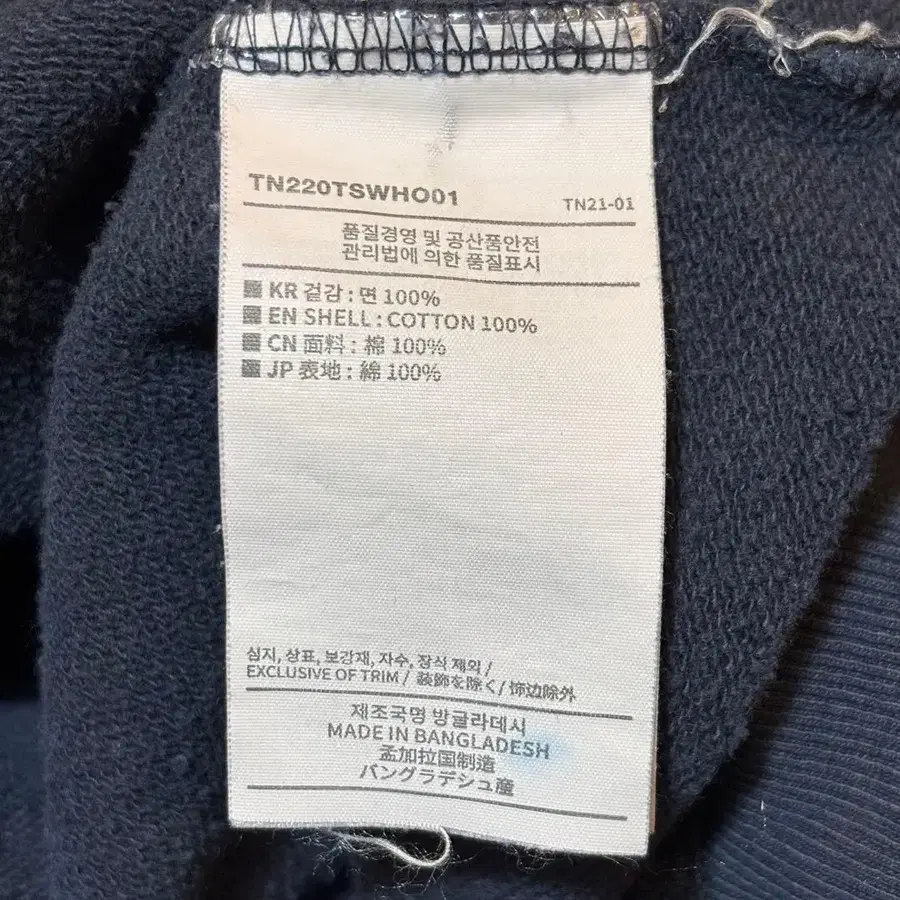 TN220TSWHO01
TN21-01
품질경영 및 공산품안전
관리법에 의한 품질표시
KR 겉감 : 면 100%
EN SHELL : COTTON 100%
CN 面料 : 棉 100%
JP 表地 : 綿 100%
심지, 상표, 보강재, 자수, 장식 제외 /
EXCLUSIVE OF TRIM / 装飾を除く/ 饰边除外
제조국명 방글라데시
MADE IN BANGLADESH
孟加拉国制造
バングラデシュ産